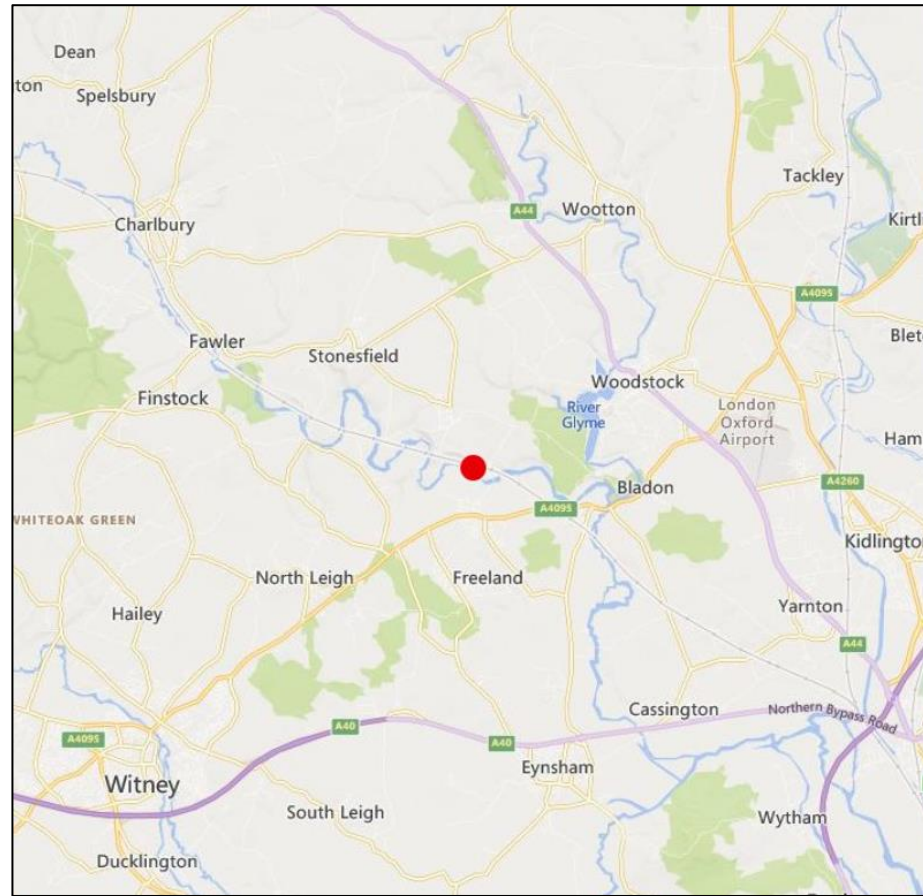 Dean
ton
Spelsbury
Tackley
Wootton
A44
Kirtl
Charlbury
A4095
Fawler
Blet
Stonesfield
Woodstock
Finstock
River
Glyme
London
Oxford
Airport
Ham
A4260
Bladon
A4095
WHITEOAK GREEN
Kidlington
North Leigh
Freeland
Hailey
Yarnton
A44
Cassington
Northern Bypass Road
A40
A4095
A40
Eynsham
Witney
South Leigh
Wytham
Ducklington